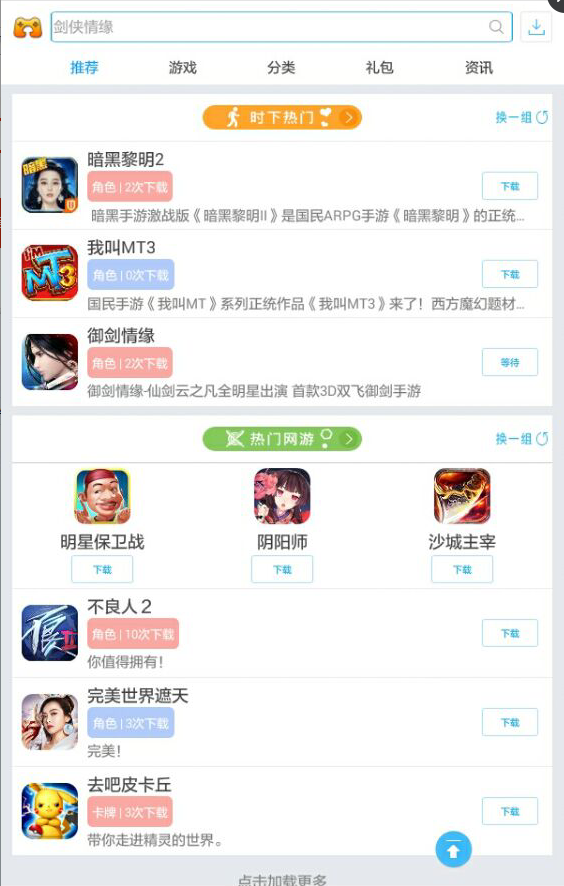 剑侠情缘
推荐 游戏 分类 礼包 资讯
时下热门 换一组
暗黑
暗黑黎明2
角色 | 2次下载
下载
暗黑手游激战版《暗黑黎明II》是国民ARPG手游《暗黑黎明》的正统...
I'M MT3
我叫MT3
角色 | 0次下载
下载
国民手游《我叫MT》系列正统作品《我叫MT3》来了！西方魔幻题材...
御剑情缘
角色 | 2次下载
等待
御剑情缘-仙剑云之凡全明星出演 首款3D双飞御剑手游
热门网游 换一组
明星保卫战 阴阳师 沙城主宰
下载 下载 下载
不良人２
角色 | 10次下载
下载
你值得拥有！
完美世界遮天
角色 | 3次下载
下载
完美！
去吧皮卡丘
卡牌 | 3次下载
下载
带你走进精灵的世界。
点击加载更多